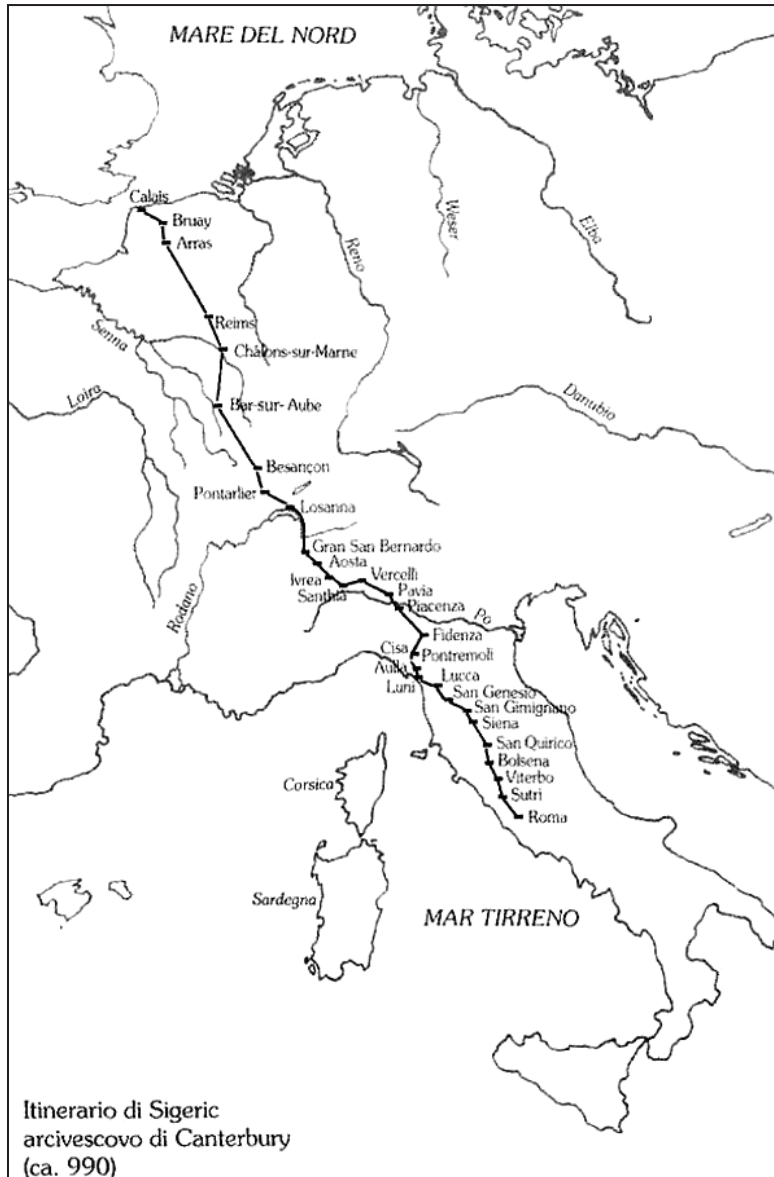 MARE DEL NORD
Calais
Bruay
Arras
Reno
Weser
Elba
Reims
Senna
Châlons-sur-Marne
Loira
Bar-sur-Aube
Danubio
Besançon
Pontarlier
Losanna
Gran San Bernardo
Aosta
Ivrea
Vercelli
Santhià
Pavia
Piacenza
Rodano
Po
Fidenza
Cisa
Pontremoli
Aulla
Lucca
Luni
San Genesio
San Gimignano
Siena
San Quirico
Bolsena
Corsica
Viterbo
Sutri
Roma
Sardegna
MAR TIRRENO
Itinerario di Sigeric
arcivescovo di Canterbury
(ca. 990)